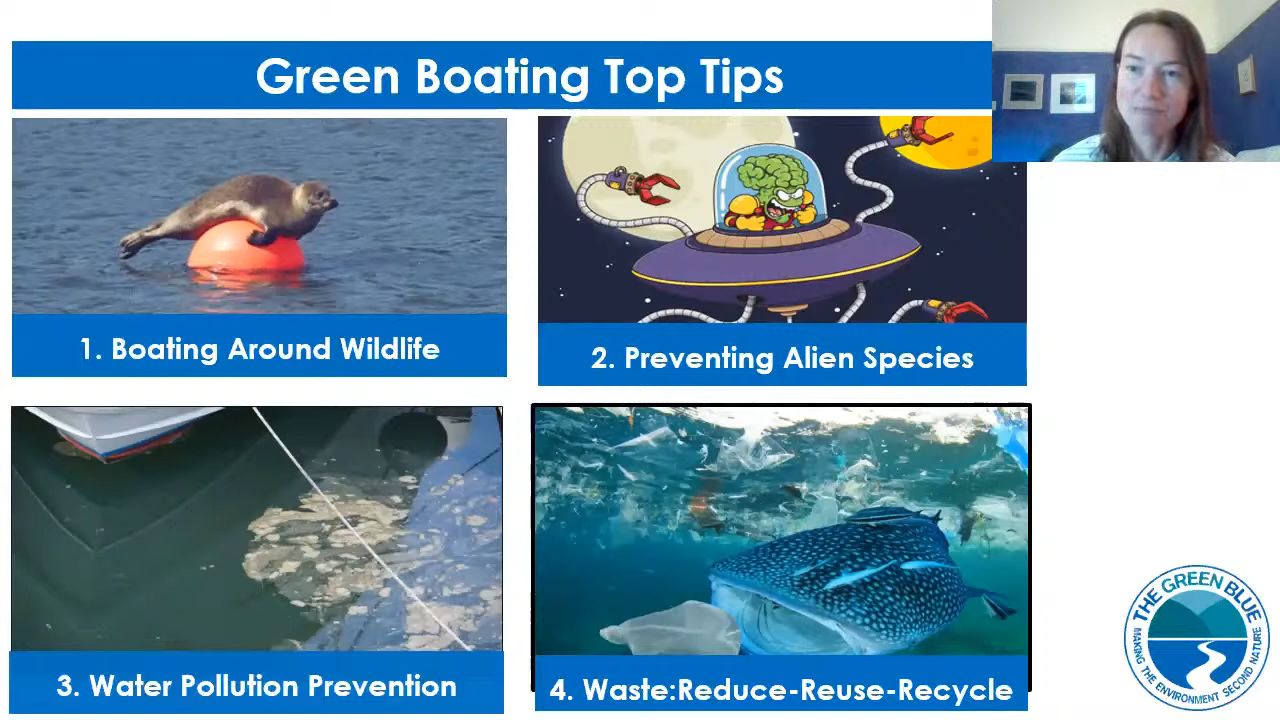 Green Boating Top Tips
1. Boating Around Wildlife
2. Preventing Alien Species
3. Water Pollution Prevention
4. Waste:Reduce-Reuse-Recycle
THE GREEN BLUE
MAKING THE ENVIRONMENT SECOND NATURE